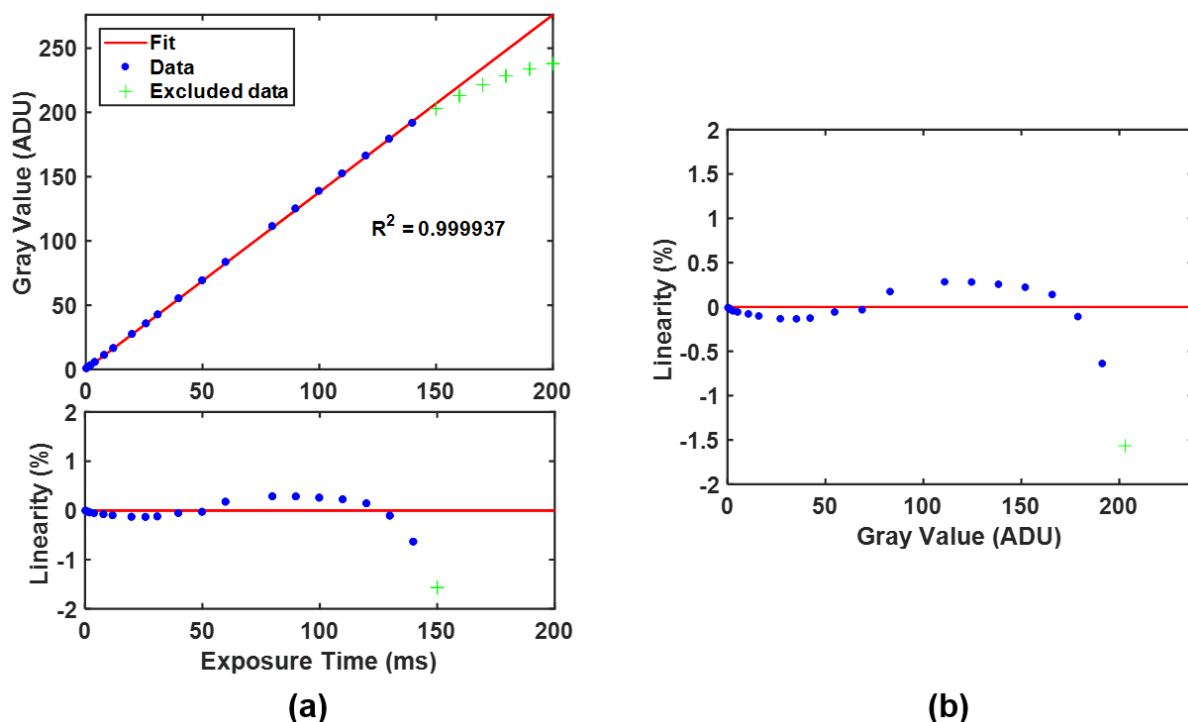 Fit
Data
Excluded data
R² = 0.999937
Gray Value (ADU)
250
200
150
100
50
0
0 50 100 150 200
Linearity (%)
2
1
0
-1
-2
0 50 100 150 200
Exposure Time (ms)
(a)
Linearity (%)
2
1.5
1
0.5
0
-0.5
-1
-1.5
-2
0 50 100 150 200
Gray Value (ADU)
(b)